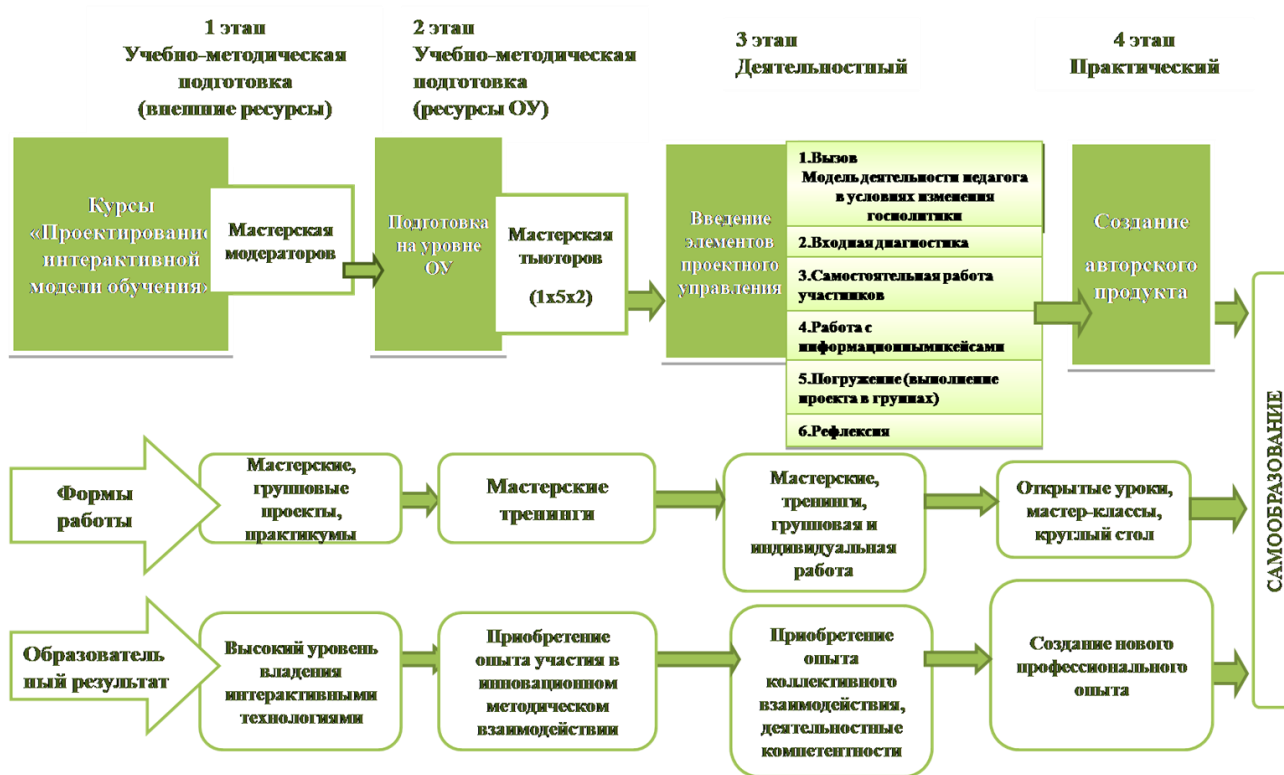 1 этап
Учебно-методическая
подготовка
(внешние ресурсы)
2 этап
Учебно-методическая
подготовка
(ресурсы ОУ)
3 этап
Деятельностный
4 этап
Практический
Курсы
«Проектирование
интерактивной
модели обучения»
Мастерская
модераторов
Подготовка
на уровне
ОУ
Мастерская
тьюторов
(1х5х2)
Введение
элементов
проектного
управления
1.Вызов
Модель деятельности педагога
в условиях изменения
госполитики
2.Входная диагностика
3.Самостоятельная работа
участников
4.Работа с
информационнымикейсами
5.Погружение (выполнение
проекта в группах)
6.Рефлексия
Создание
авторского
продукта
САМООБРАЗОВАНИЕ
Формы
работы
Мастерские,
групповые
проекты,
практикумы
Мастерские
тренинги
Мастерские,
тренинги,
групповая и
индивидуальная
работа
Открытые уроки,
мастер-классы,
круглый стол
Образователь
ный результат
Высокий уровень
владения
интерактивными
технологиями
Приобретение
опыта участия в
инновационном
методическом
взаимодействии
Приобретение
опыта
коллективного
взаимодействия,
деятельностные
компетентности
Создание нового
профессионального
опыта